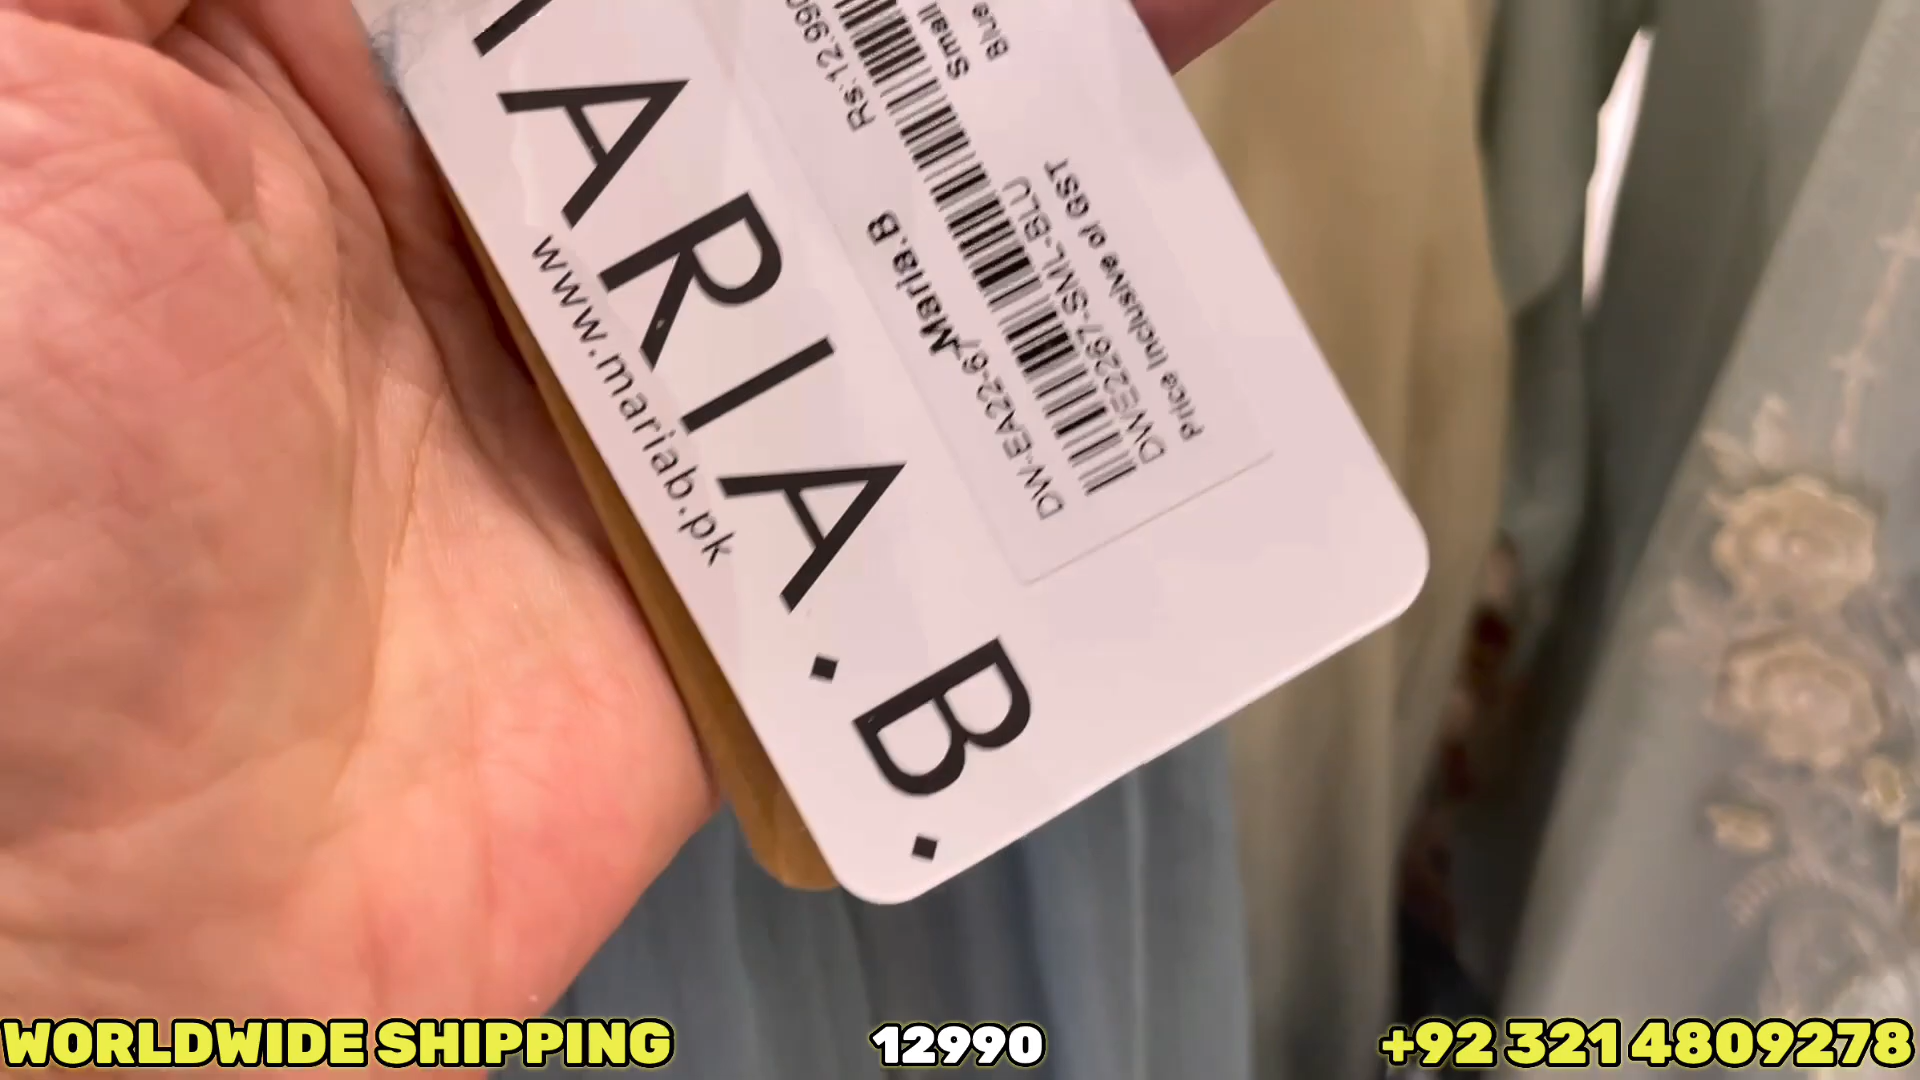 MARIA.B.
www.mariab.pk
Maria.B
Rs:12,990
DW-EA22-67
Small
DWE2267-SML-BLU
Blue
Price Inclusive of GST
WORLDWIDE SHIPPING
12990
+92 321 4809278